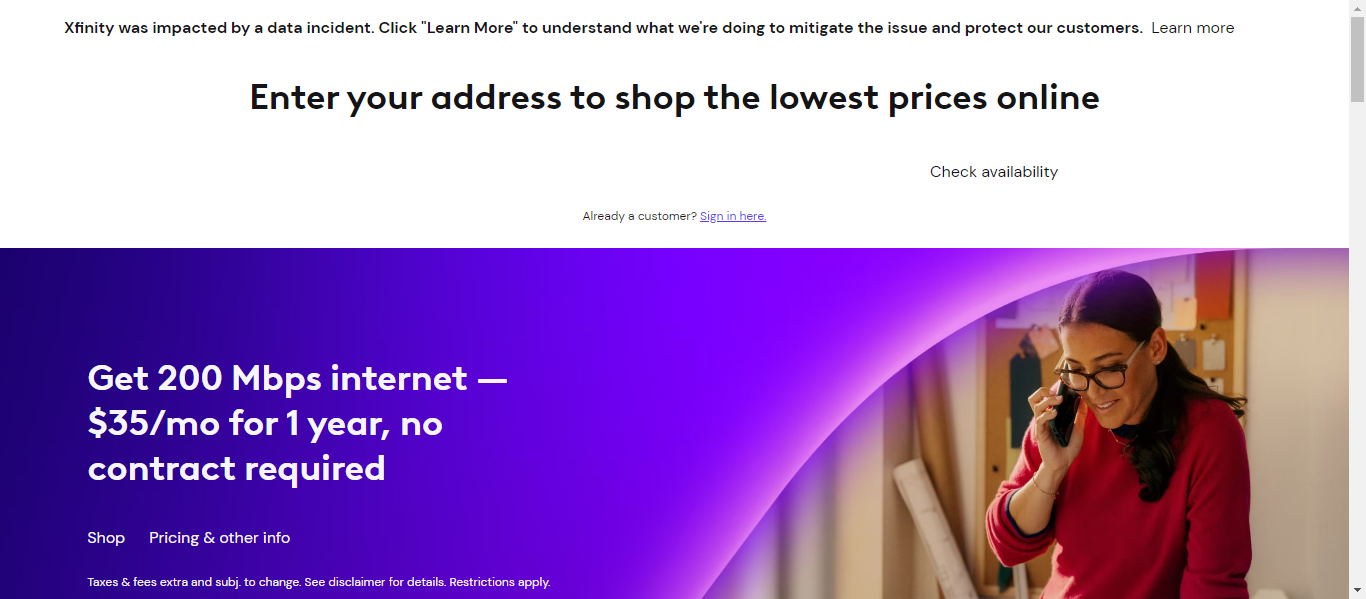 Xfinity was impacted by a data incident. Click "Learn More" to understand what we're doing to mitigate the issue and protect our customers. Learn more
Enter your address to shop the lowest prices online
Check availability
Already a customer? Sign in here.
Get 200 Mbps internet —
$35/mo for 1 year, no
contract required
Shop Pricing & other info
Taxes & fees extra and subj. to change. See disclaimer for details. Restrictions apply.